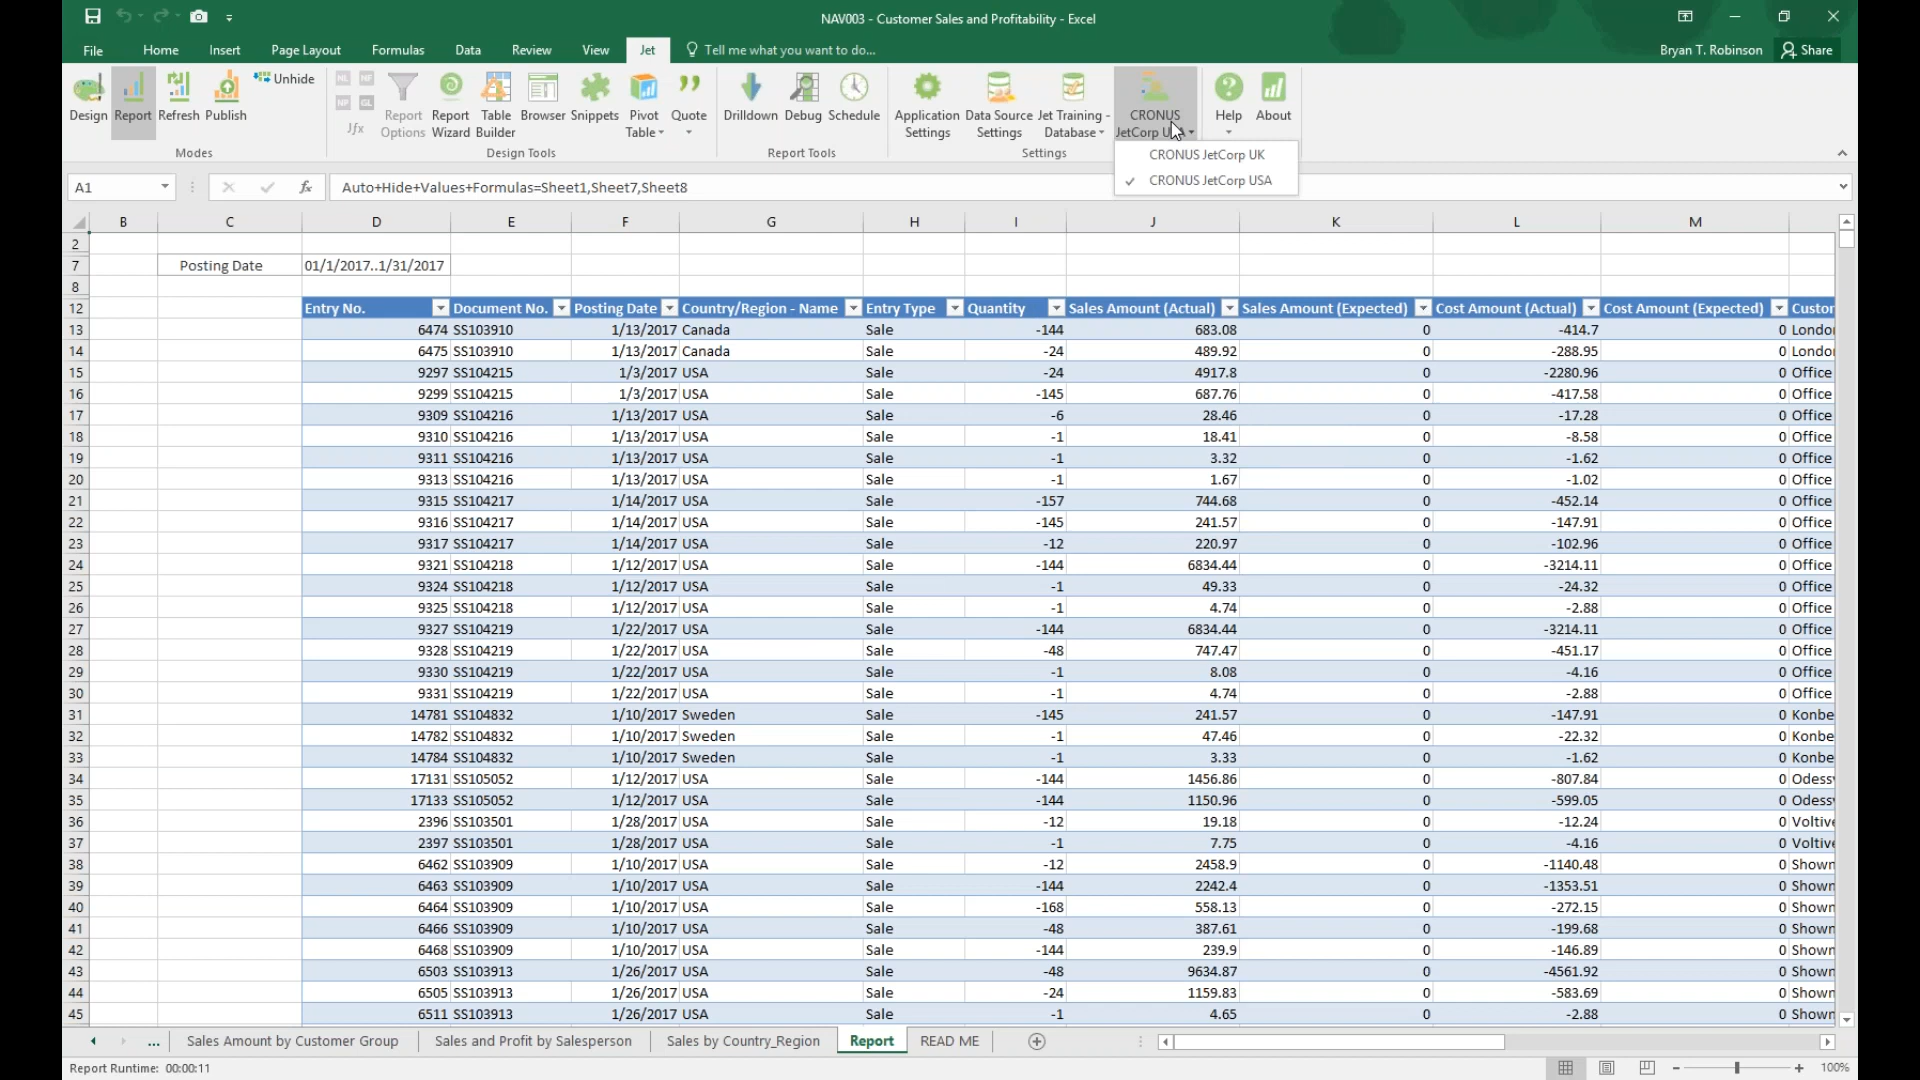 NAV003 - Customer Sales and Profitability - Excel
File Home Insert Page Layout Formulas Data Review View Jet Tell me what you want to do... Bryan T. Robinson Share
Design Report Refresh Publish Unhide
NL NF NP GL Jfx
Report Options Report Wizard Table Builder Browser Snippets Pivot Table Quote
Drilldown Debug Schedule
Application Settings Data Source Settings Jet Training - Database CRONUS JetCorp
Help About
Modes Design Tools Report Tools Settings
CRONUS JetCorp UK
CRONUS JetCorp USA
A1 fx Auto+Hide+Values+Formulas=Sheet1,Sheet7,Sheet8
B C D E F G H I J K L M
2
7 Posting Date 01/1/2017..1/31/2017
8
12 Entry No. Document No. Posting Date Country/Region - Name Entry Type Quantity Sales Amount (Actual) Sales Amount (Expected) Cost Amount (Actual) Cost Amount (Expected) Custor
13 6474 SS103910 1/13/2017 Canada Sale -144 683.08 0 -414.7 0 Londo
14 6475 SS103910 1/13/2017 Canada Sale -24 489.92 0 -288.95 0 Londo
15 9297 SS104215 1/3/2017 USA Sale -24 4917.8 0 -2280.96 0 Office
16 9299 SS104215 1/3/2017 USA Sale -145 687.76 0 -417.58 0 Office
17 9309 SS104216 1/13/2017 USA Sale -6 28.46 0 -17.28 0 Office
18 9310 SS104216 1/13/2017 USA Sale -1 18.41 0 -8.58 0 Office
19 9311 SS104216 1/13/2017 USA Sale -1 3.32 0 -1.62 0 Office
20 9313 SS104216 1/13/2017 USA Sale -1 1.67 0 -1.02 0 Office
21 9315 SS104217 1/14/2017 USA Sale -157 744.68 0 -452.14 0 Office
22 9316 SS104217 1/14/2017 USA Sale -145 241.57 0 -147.91 0 Office
23 9317 SS104217 1/14/2017 USA Sale -12 220.97 0 -102.96 0 Office
24 9321 SS104218 1/12/2017 USA Sale -144 6834.44 0 -3214.11 0 Office
25 9324 SS104218 1/12/2017 USA Sale -1 49.33 0 -24.32 0 Office
26 9325 SS104218 1/12/2017 USA Sale -1 4.74 0 -2.88 0 Office
27 9327 SS104219 1/22/2017 USA Sale -144 6834.44 0 -3214.11 0 Office
28 9328 SS104219 1/22/2017 USA Sale -48 747.47 0 -451.17 0 Office
29 9330 SS104219 1/22/2017 USA Sale -1 8.08 0 -4.16 0 Office
30 9331 SS104219 1/22/2017 USA Sale -1 4.74 0 -2.88 0 Office
31 14781 SS104832 1/10/2017 Sweden Sale -145 241.57 0 -147.91 0 Konbe
32 14782 SS104832 1/10/2017 Sweden Sale -1 47.46 0 -22.32 0 Konbe
33 14784 SS104832 1/10/2017 Sweden Sale -1 3.33 0 -1.62 0 Konbe
34 17131 SS105052 1/12/2017 USA Sale -144 1456.86 0 -807.84 0 Odess
35 17133 SS105052 1/12/2017 USA Sale -144 1150.96 0 -599.05 0 Odess
36 2396 SS103501 1/28/2017 USA Sale -12 19.18 0 -12.24 0 Voltive
37 2397 SS103501 1/28/2017 USA Sale -1 7.75 0 -4.16 0 Voltive
38 6462 SS103909 1/10/2017 USA Sale -12 2458.9 0 -1140.48 0 Shown
39 6463 SS103909 1/10/2017 USA Sale -144 2242.4 0 -1353.51 0 Shown
40 6464 SS103909 1/10/2017 USA Sale -168 558.13 0 -272.15 0 Shown
41 6466 SS103909 1/10/2017 USA Sale -48 387.61 0 -199.68 0 Shown
42 6468 SS103909 1/10/2017 USA Sale -144 239.9 0 -146.89 0 Shown
43 6503 SS103913 1/26/2017 USA Sale -48 9634.87 0 -4561.92 0 Shown
44 6505 SS103913 1/26/2017 USA Sale -24 1159.83 0 -583.69 0 Shown
45 6511 SS103913 1/26/2017 USA Sale -1 4.65 0 -2.88 0 Shown
... Sales Amount by Customer Group Sales and Profit by Salesperson Sales by Country_Region Report READ ME
Report Runtime: 00:00:11 100%